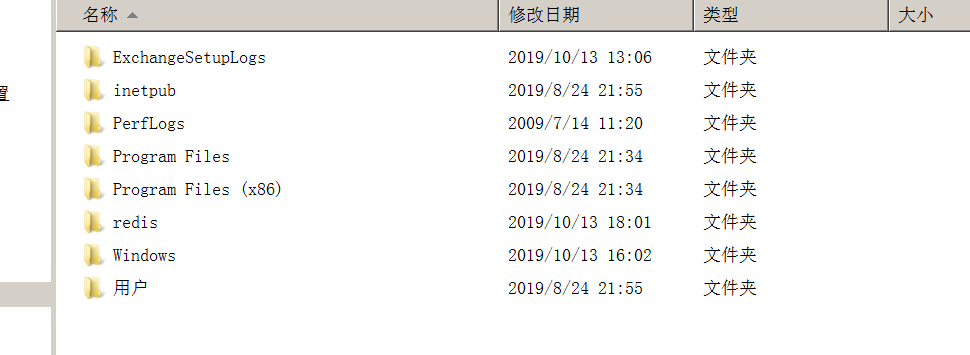 名称 修改日期 类型 大小
ExchangeSetupLogs 2019/10/13 13:06 文件夹
置
inetpub 2019/8/24 21:55 文件夹
PerfLogs 2009/7/14 11:20 文件夹
Program Files 2019/8/24 21:34 文件夹
Program Files (x86) 2019/8/24 21:34 文件夹
redis 2019/10/13 18:01 文件夹
Windows 2019/10/13 16:02 文件夹
用户 2019/8/24 21:55 文件夹